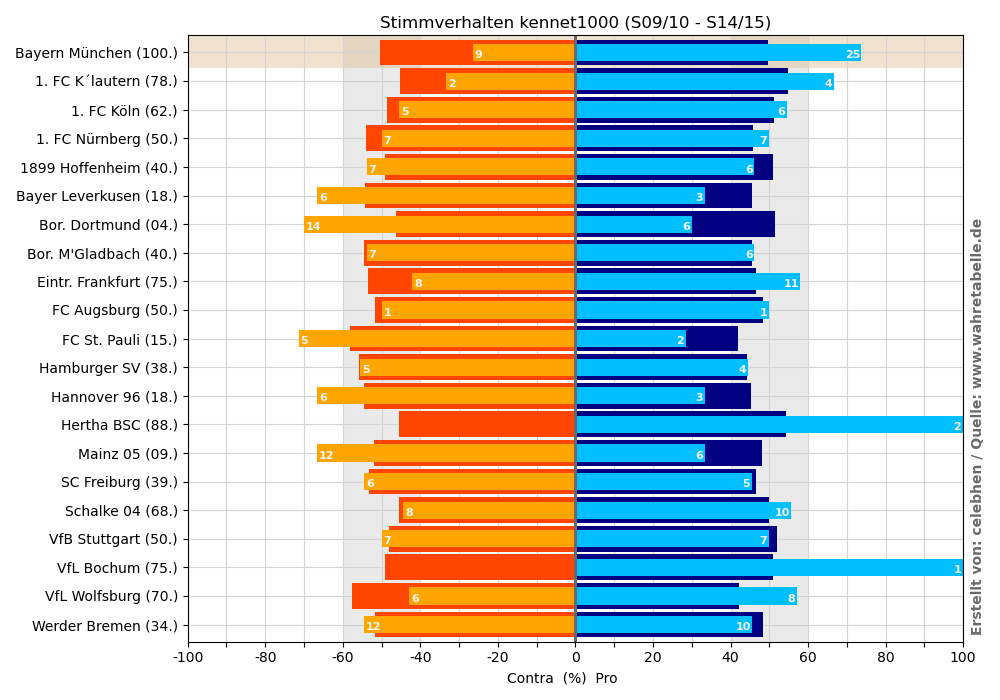 Stimmverhalten kennet1000 (S09/10 - S14/15)
Bayern München (100.) 9 25
1. FC K´lautern (78.) 2 4
1. FC Köln (62.) 5 6
1. FC Nürnberg (50.) 7 7
1899 Hoffenheim (40.) 7 6
Bayer Leverkusen (18.) 6 3
Bor. Dortmund (04.) 14 6
Bor. M'Gladbach (40.) 7 6
Eintr. Frankfurt (75.) 8 11
FC Augsburg (50.) 1 1
FC St. Pauli (15.) 5 2
Hamburger SV (38.) 5 4
Hannover 96 (18.) 6 3
Hertha BSC (88.) 2
Mainz 05 (09.) 12 6
SC Freiburg (39.) 6 5
Schalke 04 (68.) 8 10
VfB Stuttgart (50.) 7 7
VfL Bochum (75.) 1
VfL Wolfsburg (70.) 6 8
Werder Bremen (34.) 12 10
-100 -80 -60 -40 -20 0 20 40 60 80 100
Contra (%) Pro
Erstellt von: celebhen / Quelle: www.wahretabelle.de